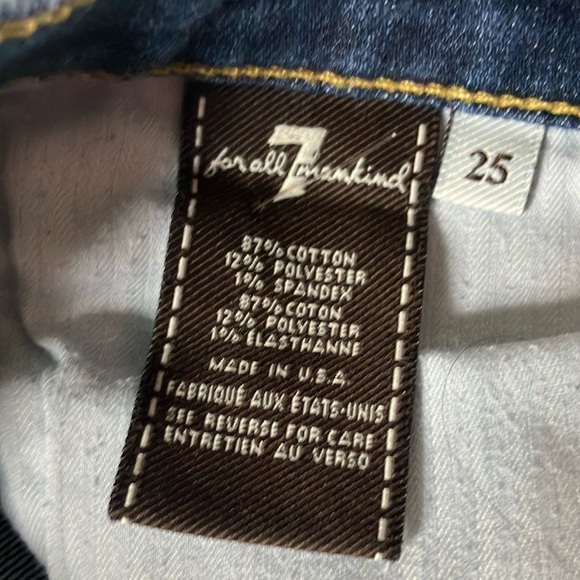 7
for all mankind
25
87% COTTON
12% POLYESTER
1% SPANDEX
87% COTON
12% POLYESTER
1% ELASTHANNE
MADE IN U.S.A.
FABRIQUÉ AUX ÉTATS-UNIS
SEE REVERSE FOR CARE
ENTRETIEN AU VERSO